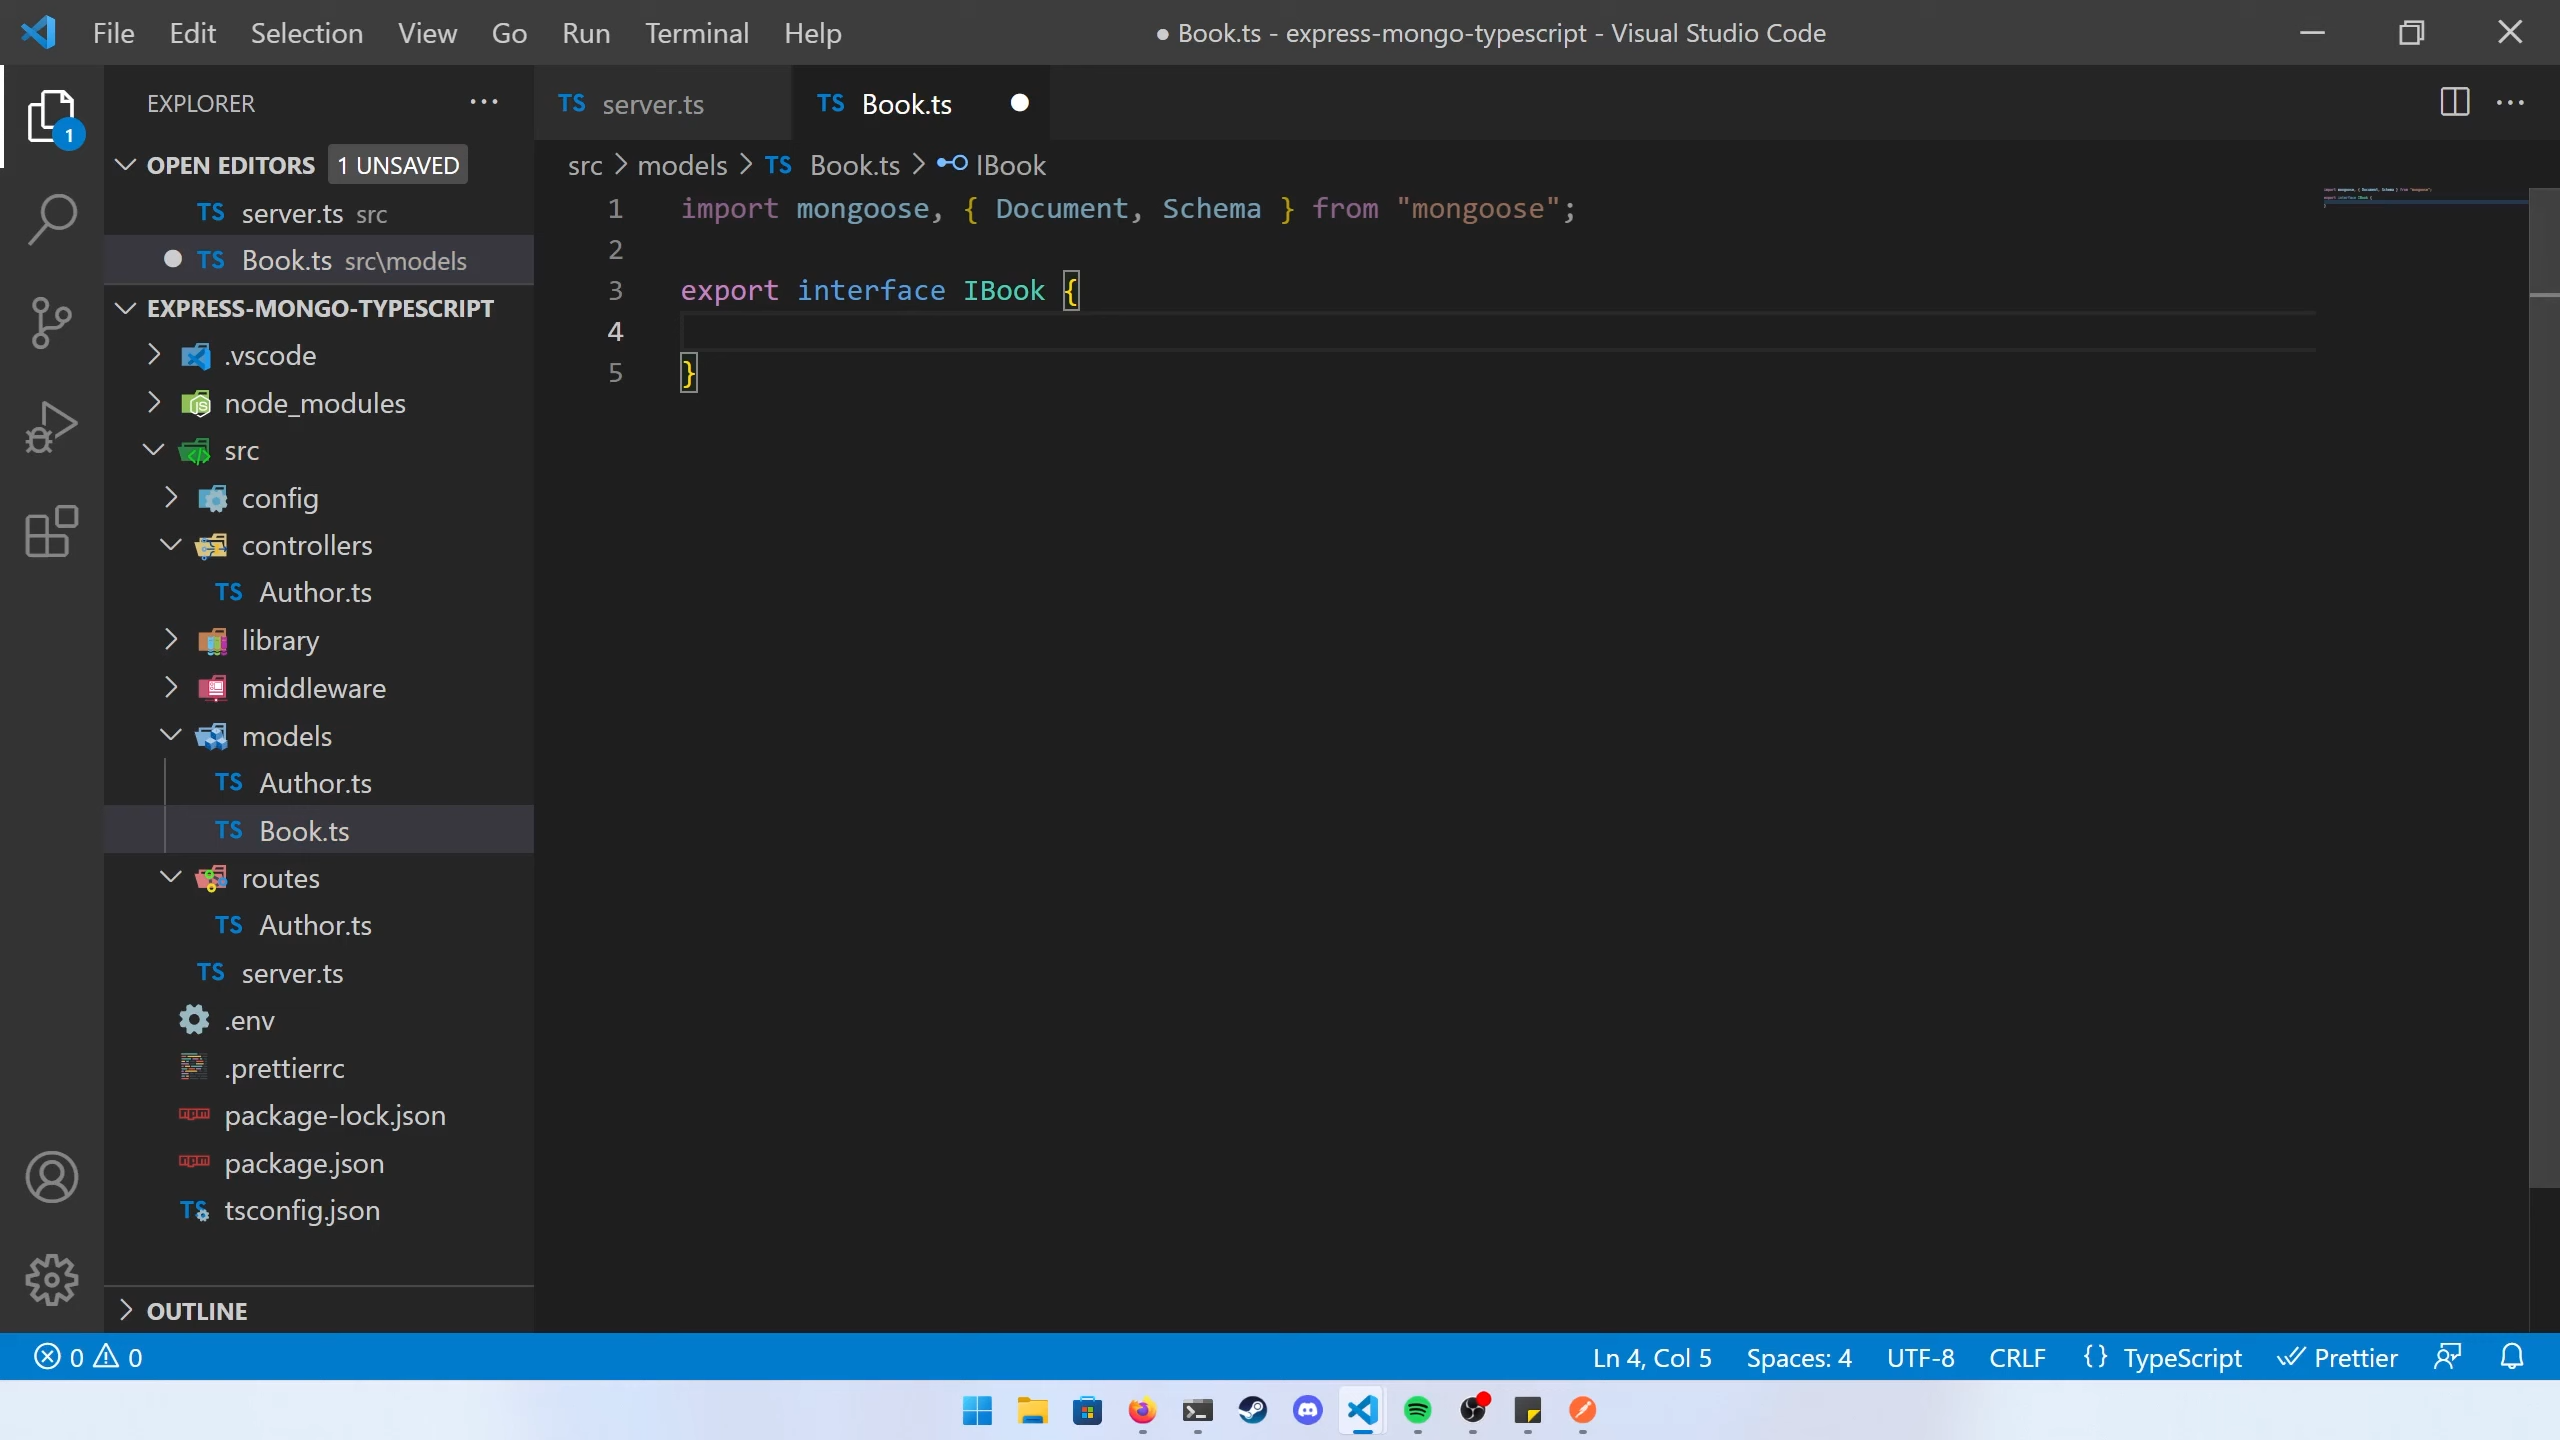 File Edit Selection View Go Run Terminal Help
● Book.ts - express-mongo-typescript - Visual Studio Code
EXPLORER
OPEN EDITORS 1 UNSAVED
TS server.ts src
● TS Book.ts src\models
EXPRESS-MONGO-TYPESCRIPT
.vscode
node_modules
src
config
controllers
TS Author.ts
library
middleware
models
TS Author.ts
TS Book.ts
routes
TS Author.ts
TS server.ts
.env
.prettierrc
package-lock.json
package.json
tsconfig.json
OUTLINE
1
TS server.ts
TS Book.ts ●
src > models > TS Book.ts > IBook
1 import mongoose, { Document, Schema } from "mongoose";
2
3 export interface IBook {
4
5 }
0 0
Ln 4, Col 5 Spaces: 4 UTF-8 CRLF {} TypeScript Prettier